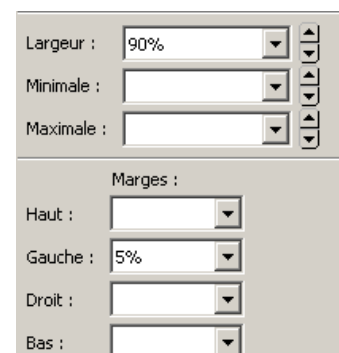 Largeur : 90%
Minimale :
Maximale :
Marges :
Haut :
Gauche : 5%
Droit :
Bas :